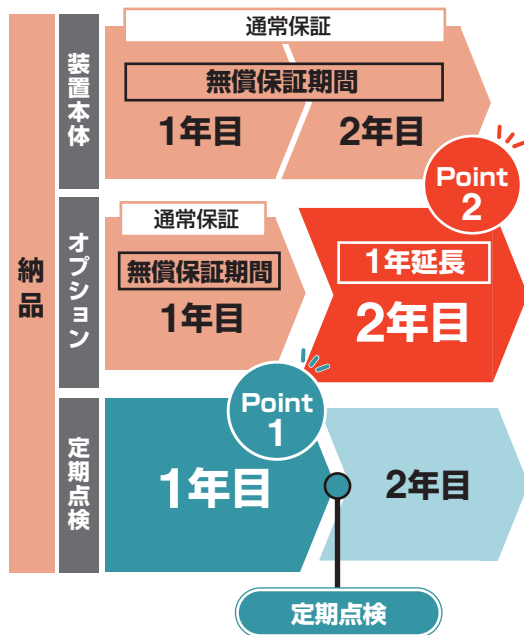 納品
装置本体
通常保証
無償保証期間
1年目
2年目
Point
2
オプション
通常保証
無償保証期間
1年目
1年延長
2年目
定期点検
Point
1
1年目
2年目
定期点検